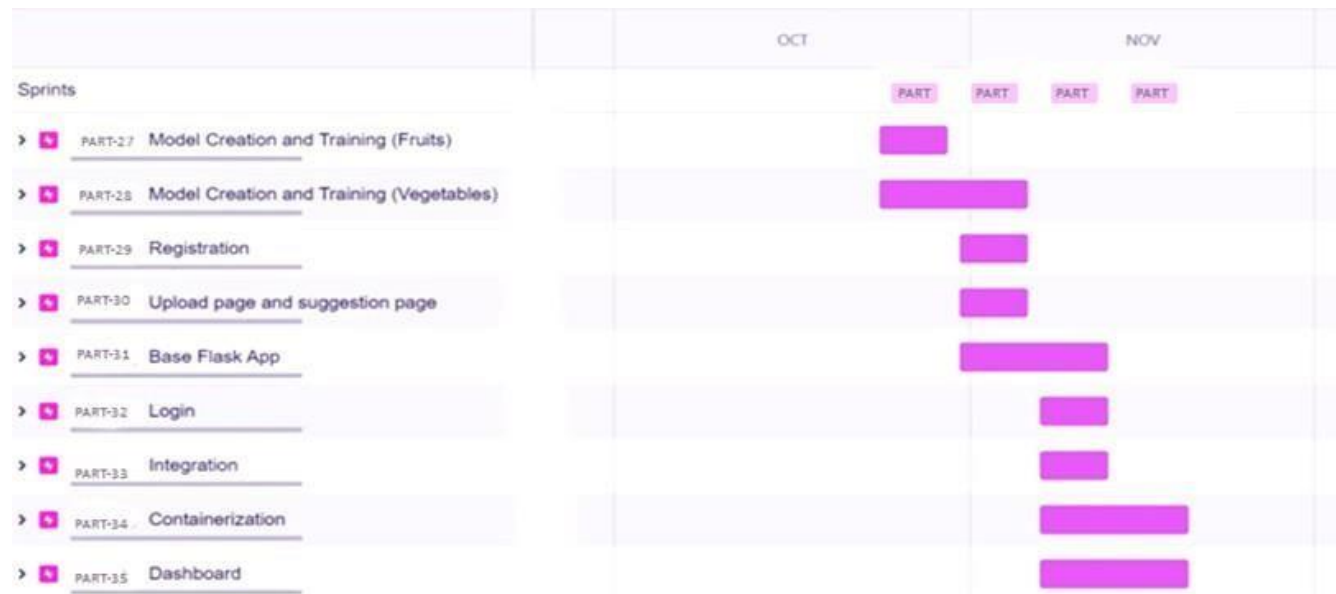 OCT NOV
Sprints PART PART PART PART
PART-27 Model Creation and Training (Fruits)
PART-28 Model Creation and Training (Vegetables)
PART-29 Registration
PART-30 Upload page and suggestion page
PART-31 Base Flask App
PART-32 Login
PART-33 Integration
PART-34 Containerization
PART-35 Dashboard